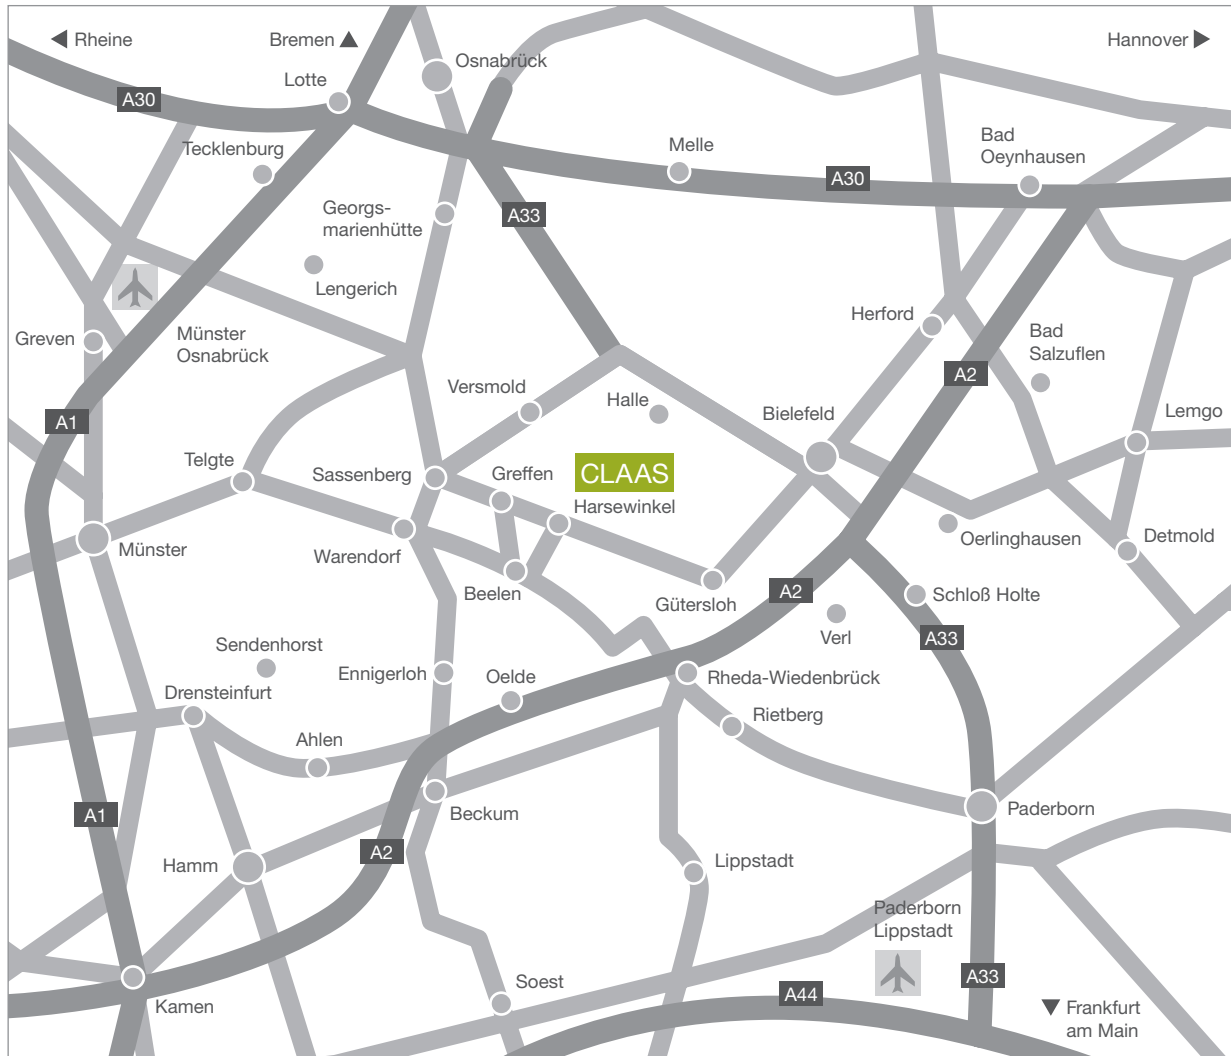 Rheine
Bremen
Hannover
Osnabrück
Lotte
A30
Tecklenburg
Melle
Bad
Oeynhausen
A30
Georgs-
marienhütte
A33
Lengerich
Herford
Greven
Münster
Osnabrück
Bad
Salzuflen
A2
Versmold
Halle
Bielefeld
Lemgo
A1
Telgte
Sassenberg
Greffen
CLAAS
Harsewinkel
Münster
Warendorf
Oerlinghausen
Detmold
Beelen
Gütersloh
A2
Schloß Holte
Verl
A33
Sendenhorst
Ennigerloh
Oelde
Rheda-Wiedenbrück
Drensteinfurt
Rietberg
Ahlen
A1
Beckum
Paderborn
A2
Hamm
Lippstadt
Paderborn
Lippstadt
Soest
A33
A44
Kamen
Frankfurt
am Main